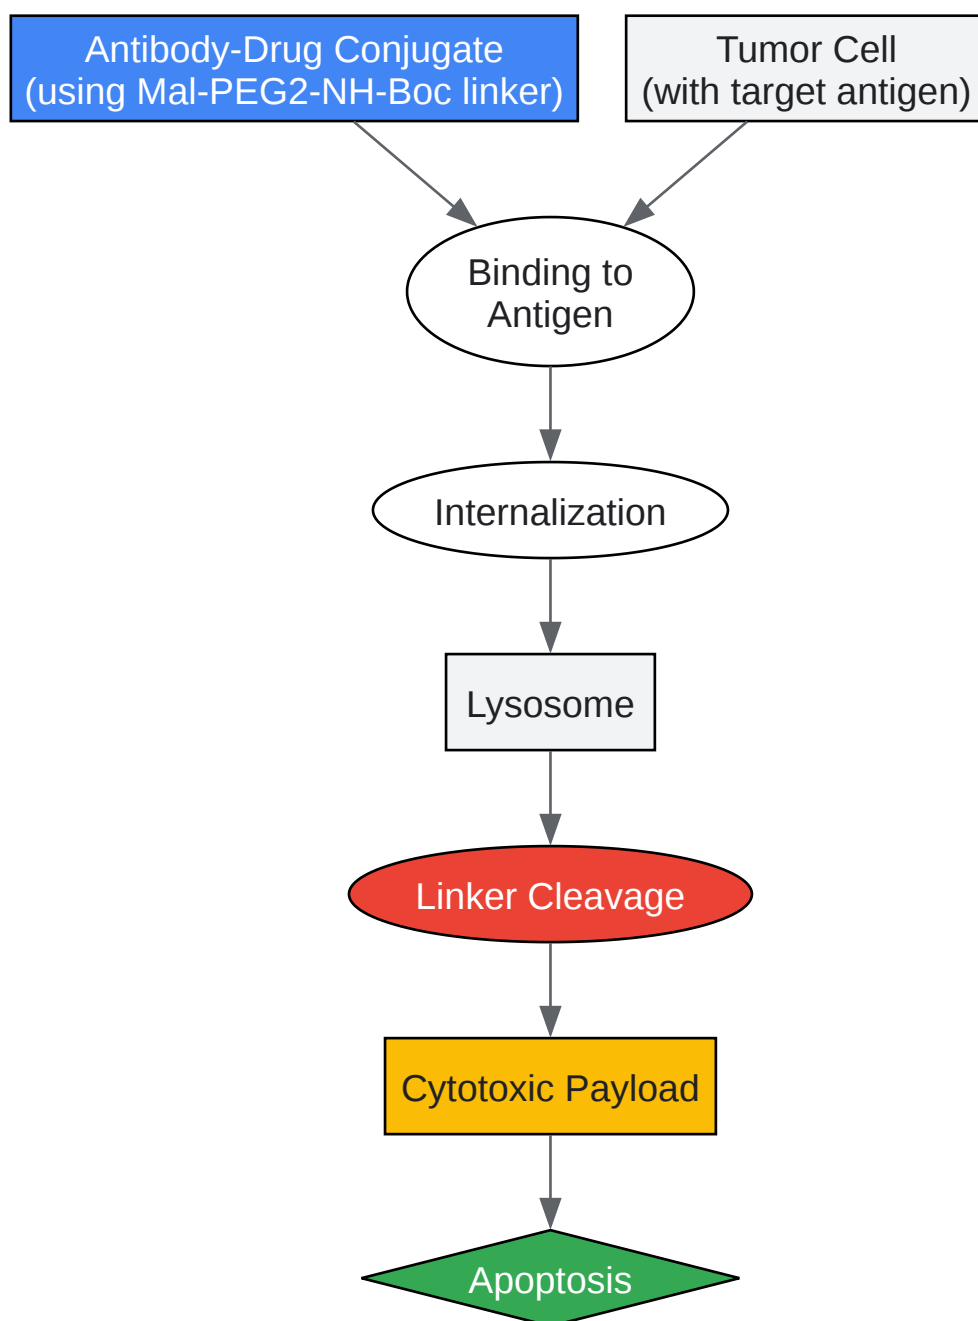 Antibody-Drug Conjugate
(using Mal-PEG2-NH-Boc linker)
Tumor Cell
(with target antigen)
Binding to
Antigen
Internalization
Lysosome
Linker Cleavage
Cytotoxic Payload
Apoptosis